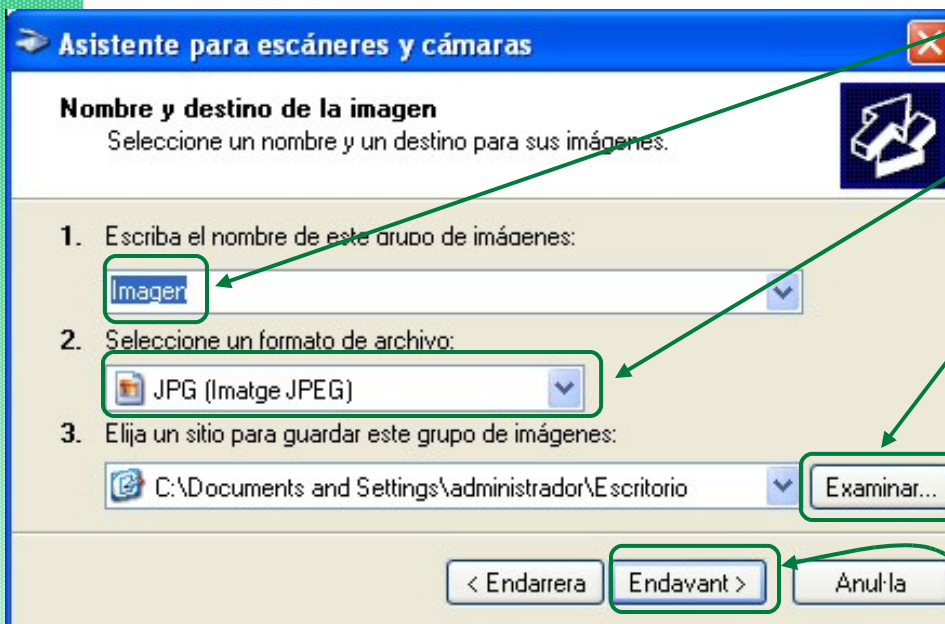 Asistente para escáneres y cámaras
Nombre y destino de la imagen
Seleccione un nombre y un destino para sus imágenes.
1. Escriba el nombre de este grupo de imágenes:
Imagen
2. Seleccione un formato de archivo:
JPG (Imatge JPEG)
3. Elija un sitio para guardar este grupo de imágenes:
C:\Documents and Settings\administrador\Escritorio Examinar...
< Endarrera Endavant > Anul·la